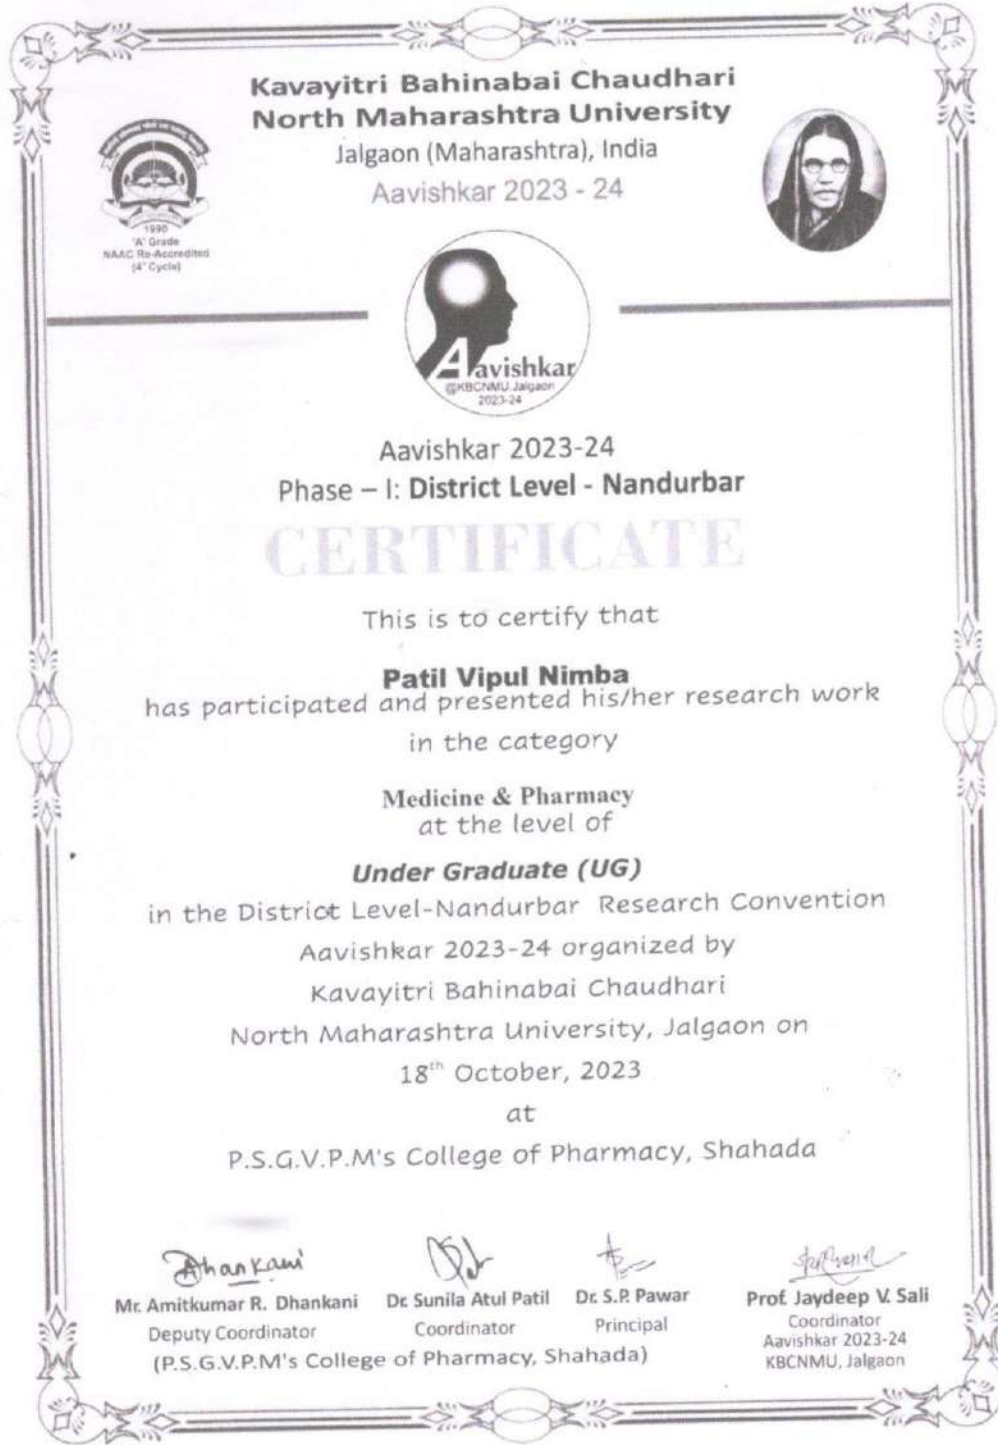 Kavayitri Bahinabai Chaudhari
North Maharashtra University
Jalgaon (Maharashtra), India
Aavishkar 2023 - 24
1990
'A' Grade
NAAC Re-Accredited
(4th Cycle)
Aavishkar
@KBCNMU.Jalgaon
2023-24
Aavishkar 2023-24
Phase – I: District Level - Nandurbar
CERTIFICATE
This is to certify that
Patil Vipul Nimba
has participated and presented his/her research work
in the category
Medicine & Pharmacy
at the level of
Under Graduate (UG)
in the District Level-Nandurbar Research Convention
Aavishkar 2023-24 organized by
Kavayitri Bahinabai Chaudhari
North Maharashtra University, Jalgaon on
18th October, 2023
at
P.S.G.V.P.M's College of Pharmacy, Shahada
Dhankani
Mr. Amitkumar R. Dhankani
Deputy Coordinator
Dr. Sunila Atul Patil
Coordinator
Dr. S.P. Pawar
Principal
(P.S.G.V.P.M's College of Pharmacy, Shahada)
Prof. Jaydeep V. Sali
Coordinator
Aavishkar 2023-24
KBCNMU, Jalgaon